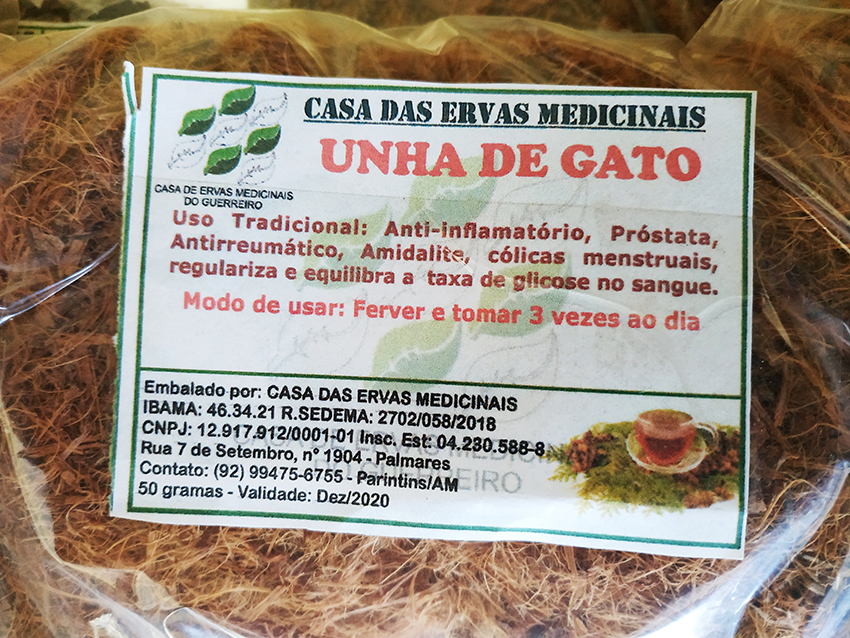 CASA DAS ERVAS MEDICINAIS
UNHA DE GATO
CASA DE ERVAS MEDICINAIS
DO GUERREIRO
Uso Tradicional: Anti-inflamatório, Próstata,
Antirreumático, Amidalite, cólicas menstruais,
regulariza e equilibra a taxa de glicose no sangue.
Modo de usar: Ferver e tomar 3 vezes ao dia
Embalado por: CASA DAS ERVAS MEDICINAIS
IBAMA: 46.34.21 R.SEDEMA: 2702/058/2018
CNPJ: 12.917.912/0001-01 Insc. Est: 04.230.588-8
Rua 7 de Setembro, n° 1904 - Palmares
Contato: (92) 99475-6755 - Parintins/AM
50 gramas - Validade: Dez/2020